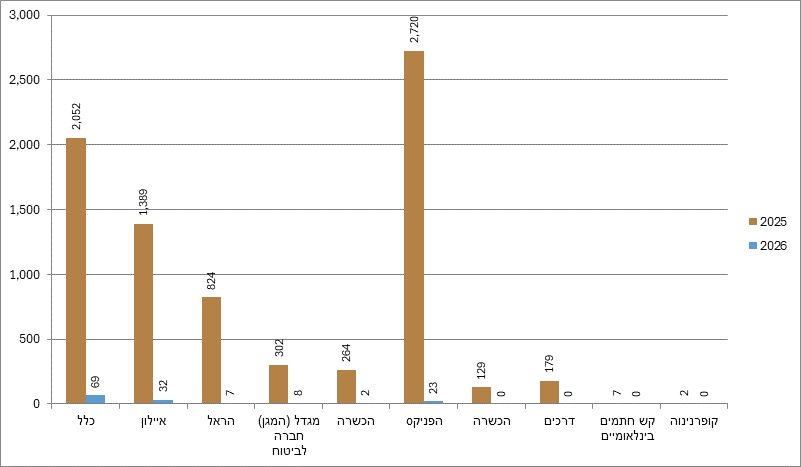 3,000
2,500
2,000
1,500
1,000
500
0
2,052
69
1,389
32
824
7
302
8
264
2
2,720
23
129
0
179
0
7
0
2
0
כלל
איילון
הראל
מגדל (המגן)
חברה
לביטוח
הכשרה
הפניקס
הכשרה
דרכים
קש חתמים
בינלאומיים
קופרנינוה
2025
2026